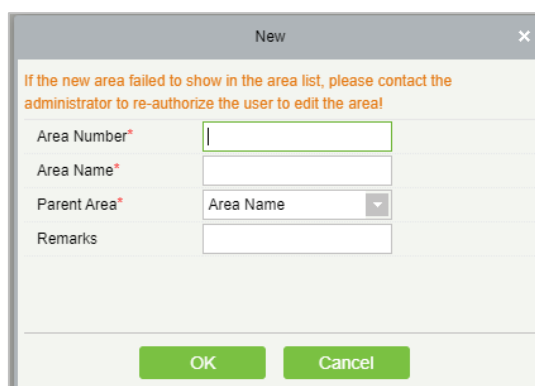 New
If the new area failed to show in the area list, please contact the
administrator to re-authorize the user to edit the area!
Area Number*
Area Name*
Parent Area* Area Name
Remarks
OK Cancel